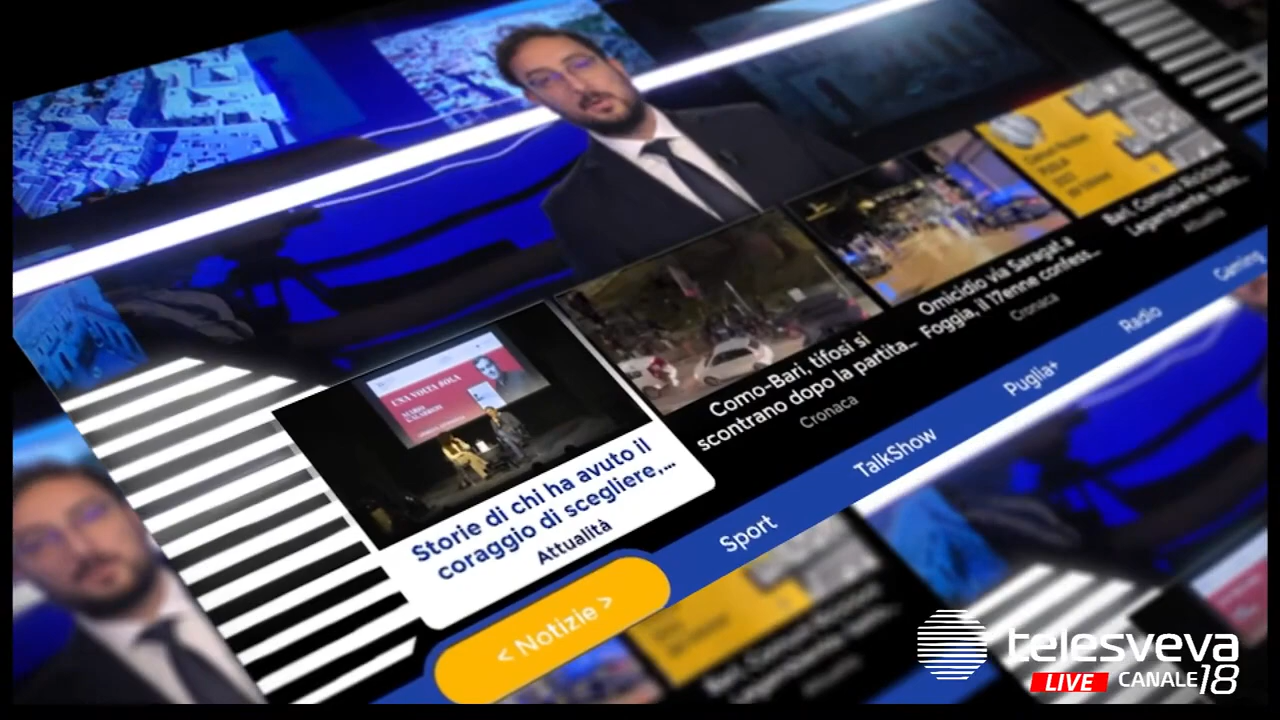 UNA VOLTA SOLA
MARIO
CALABRESI
Storie di chi ha avuto il
coraggio di scegliere,...
Attualità
Como-Bari, tifosi si
scontrano dopo la partita...
Cronaca
Omicidio via Saragat a
Foggia, il 17enne confess...
Cronaca
Bari, Comuni Ricicloni
Legambiente:
Attualità
< Notizie >
Sport
TalkShow
Puglia+
Radio
Gaming
telesveva
LIVE CANALE 18